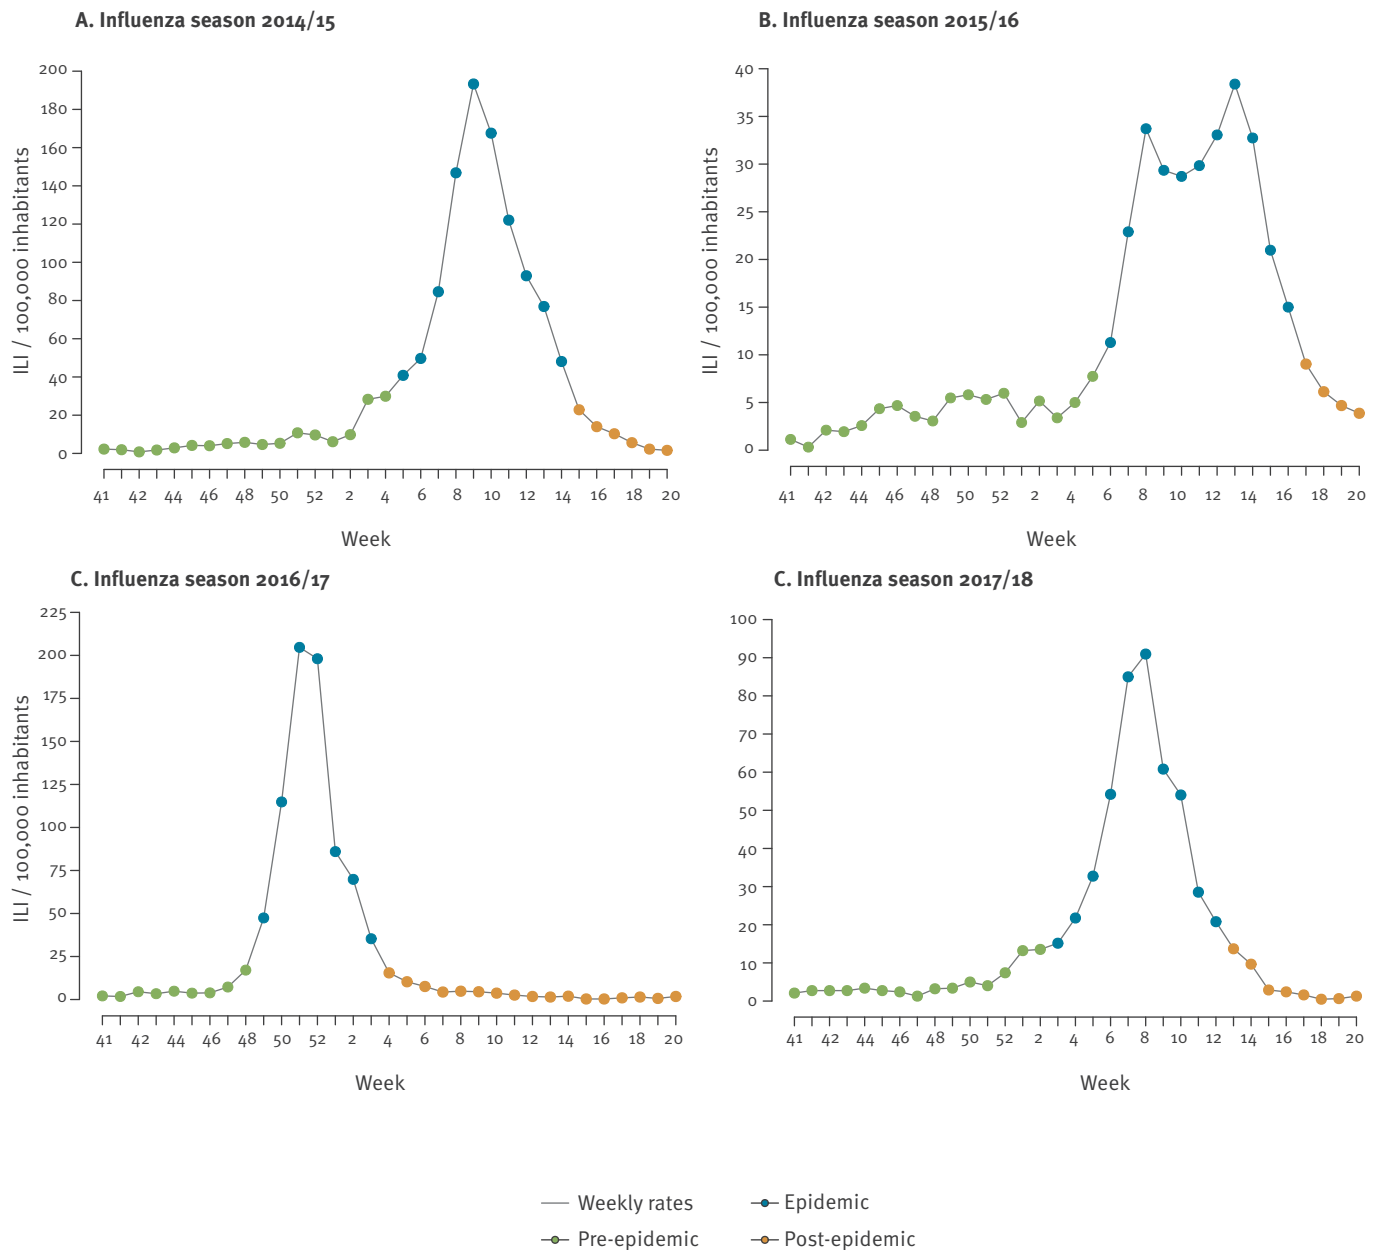 A. Influenza season 2014/15
200
180
160
140
120
100
80
60
40
20
0
ILI / 100,000 inhabitants
41 42 44 46 48 50 52 2 4 6 8 10 12 14 16 18 20
Week
B. Influenza season 2015/16
40
35
30
25
20
15
10
5
0
ILI / 100,000 inhabitants
41 42 44 46 48 50 52 2 4 6 8 10 12 14 16 18 20
Week
C. Influenza season 2016/17
225
200
175
150
125
100
75
50
25
0
ILI / 100,000 inhabitants
41 42 44 46 48 50 52 2 4 6 8 10 12 14 16 18 20
Week
C. Influenza season 2017/18
100
90
80
70
60
50
40
30
20
10
0
41 42 44 46 48 50 52 2 4 6 8 10 12 14 16 18 20
Week
Weekly rates
Epidemic
Pre-epidemic
Post-epidemic